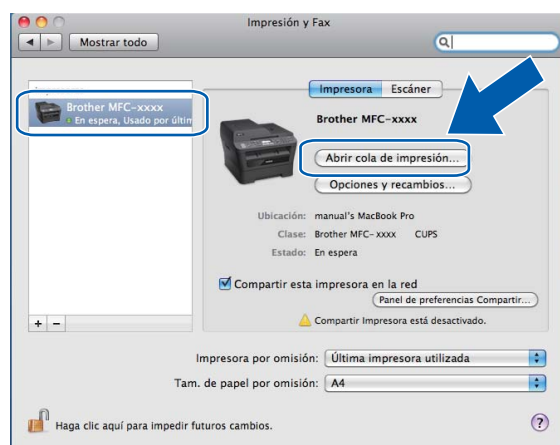 Impresión y Fax
Mostrar todo
Impresora Escáner
Brother MFC-xxxx
En espera, Usado por últim
Brother MFC-xxxx
Abrir cola de impresión...
Opciones y recambios...
Ubicación: manual's MacBook Pro
Clase: Brother MFC- xxxx CUPS
Estado: En espera
Compartir esta impresora en la red
Panel de preferencias Compartir...
Compartir Impresora está desactivado.
+ −
Impresora por omisión: Última impresora utilizada
Tam. de papel por omisión: A4
Haga clic aquí para impedir futuros cambios.
?